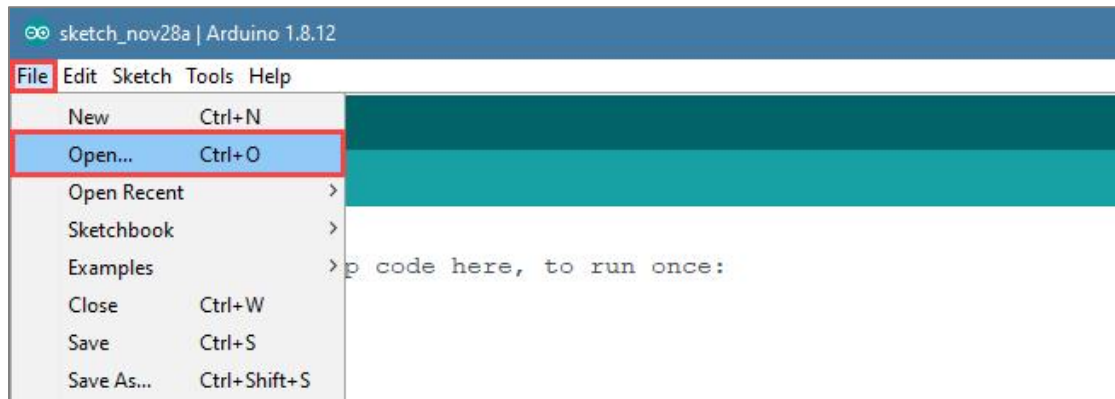 sketch_nov28a | Arduino 1.8.12
File Edit Sketch Tools Help
New Ctrl+N
Open... Ctrl+O
Open Recent >
Sketchbook >
Examples >
p code here, to run once:
Close Ctrl+W
Save Ctrl+S
Save As... Ctrl+Shift+S